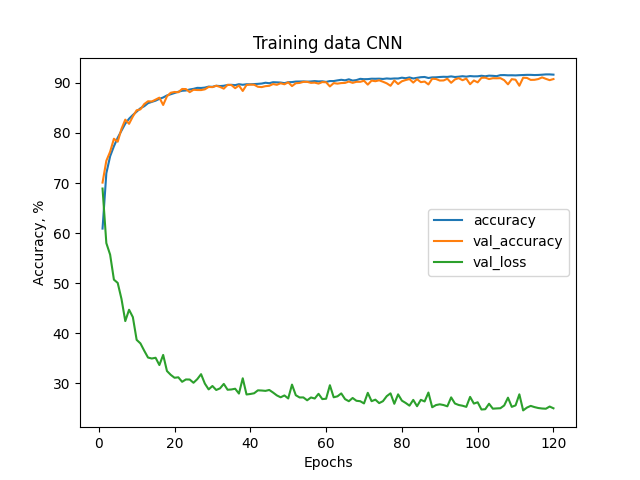 Training data CNN
Accuracy, %
90
80
70
60
50
40
30
accuracy
val_accuracy
val_loss
0 20 40 60 80 100 120
Epochs